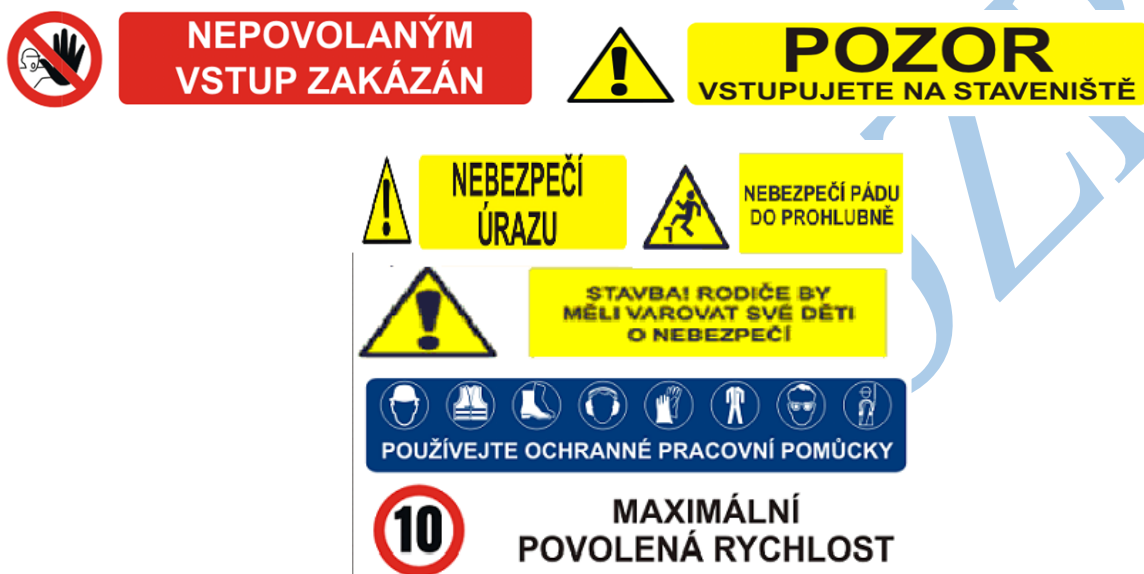 NEPOVOLANÝM
VSTUP ZAKÁZÁN
POZOR
VSTUPUJETE NA STAVENIŠTĚ
NEBEZPEČÍ
ÚRAZU
NEBEZPEČÍ PÁDU
DO PROHLUBNĚ
STAVBA! RODIČE BY
MĚLI VAROVAT SVÉ DĚTI
O NEBEZPEČÍ
POUŽÍVEJTE OCHRANNÉ PRACOVNÍ POMŮCKY
10
MAXIMÁLNÍ
POVOLENÁ RYCHLOST